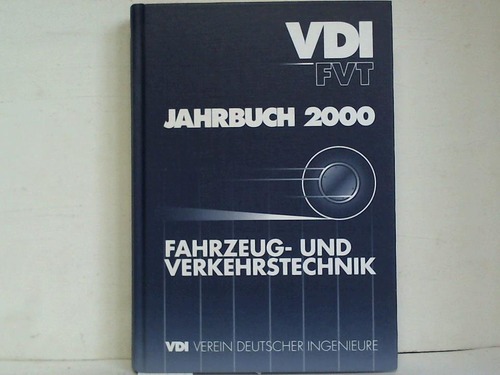 VDI
FVT
JAHRBUCH 2000
FAHRZEUG- UND
VERKEHRSTECHNIK
VDI VEREIN DEUTSCHER INGENIEURE